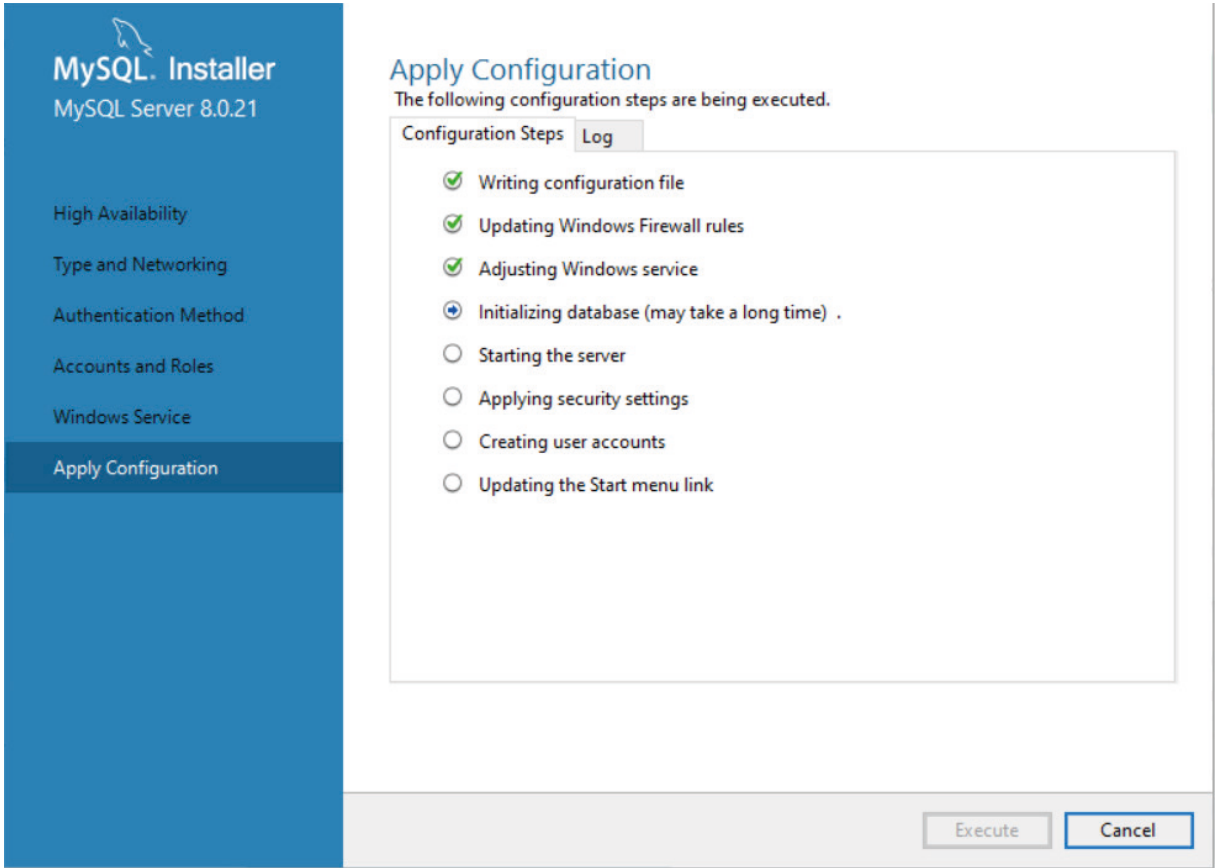 MySQL. Installer
MySQL Server 8.0.21
High Availability
Type and Networking
Authentication Method
Accounts and Roles
Windows Service
Apply Configuration
Apply Configuration
The following configuration steps are being executed.
Configuration Steps
Log
Writing configuration file
Updating Windows Firewall rules
Adjusting Windows service
Initializing database (may take a long time) .
Starting the server
Applying security settings
Creating user accounts
Updating the Start menu link
Execute
Cancel